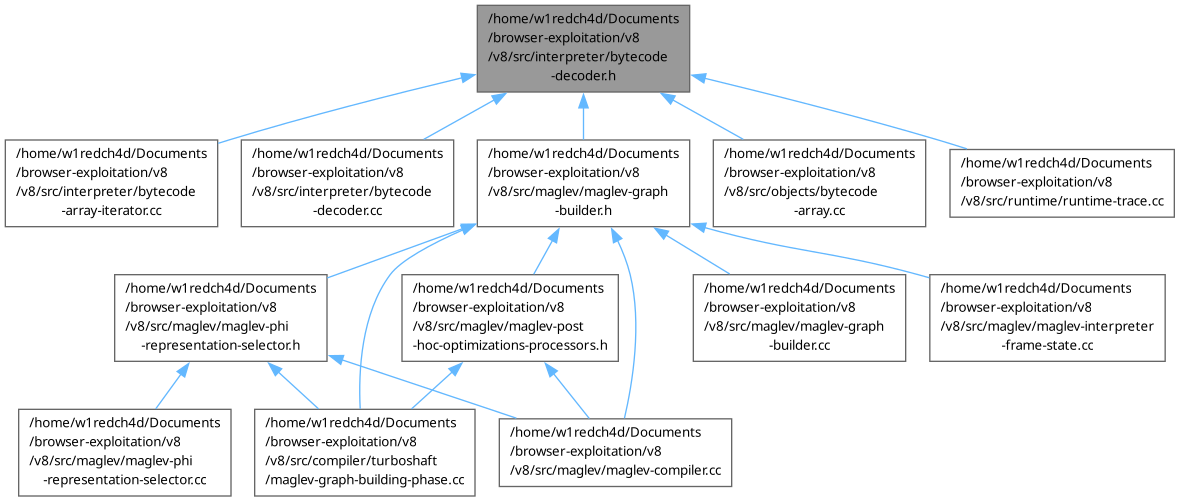 /home/w1redch4d/Documents
/browser-exploitation/v8
/v8/src/interpreter/bytecode
-decoder.h
/home/w1redch4d/Documents
/browser-exploitation/v8
/v8/src/interpreter/bytecode
-array-iterator.cc
/home/w1redch4d/Documents
/browser-exploitation/v8
/v8/src/interpreter/bytecode
-decoder.cc
/home/w1redch4d/Documents
/browser-exploitation/v8
/v8/src/maglev/maglev-graph
-builder.h
/home/w1redch4d/Documents
/browser-exploitation/v8
/v8/src/objects/bytecode
-array.cc
/home/w1redch4d/Documents
/browser-exploitation/v8
/v8/src/runtime/runtime-trace.cc
/home/w1redch4d/Documents
/browser-exploitation/v8
/v8/src/maglev/maglev-phi
-representation-selector.h
/home/w1redch4d/Documents
/browser-exploitation/v8
/v8/src/maglev/maglev-post
-hoc-optimizations-processors.h
/home/w1redch4d/Documents
/browser-exploitation/v8
/v8/src/maglev/maglev-graph
-builder.cc
/home/w1redch4d/Documents
/browser-exploitation/v8
/v8/src/maglev/maglev-interpreter
-frame-state.cc
/home/w1redch4d/Documents
/browser-exploitation/v8
/v8/src/maglev/maglev-phi
-representation-selector.cc
/home/w1redch4d/Documents
/browser-exploitation/v8
/v8/src/compiler/turboshaft
/maglev-graph-building-phase.cc
/home/w1redch4d/Documents
/browser-exploitation/v8
/v8/src/maglev/maglev-compiler.cc